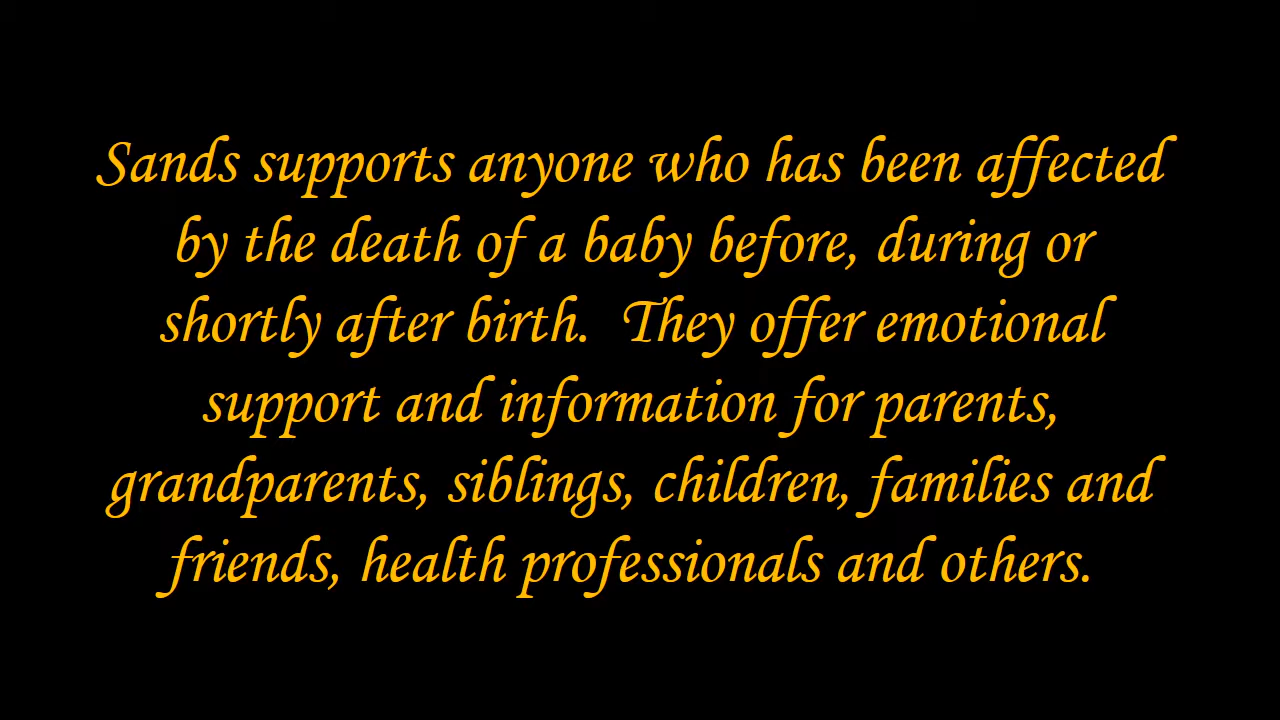 Sands supports anyone who has been affected
by the death of a baby before, during or
shortly after birth.  They offer emotional
support and information for parents,
grandparents, siblings, children, families and
friends, health professionals and others.